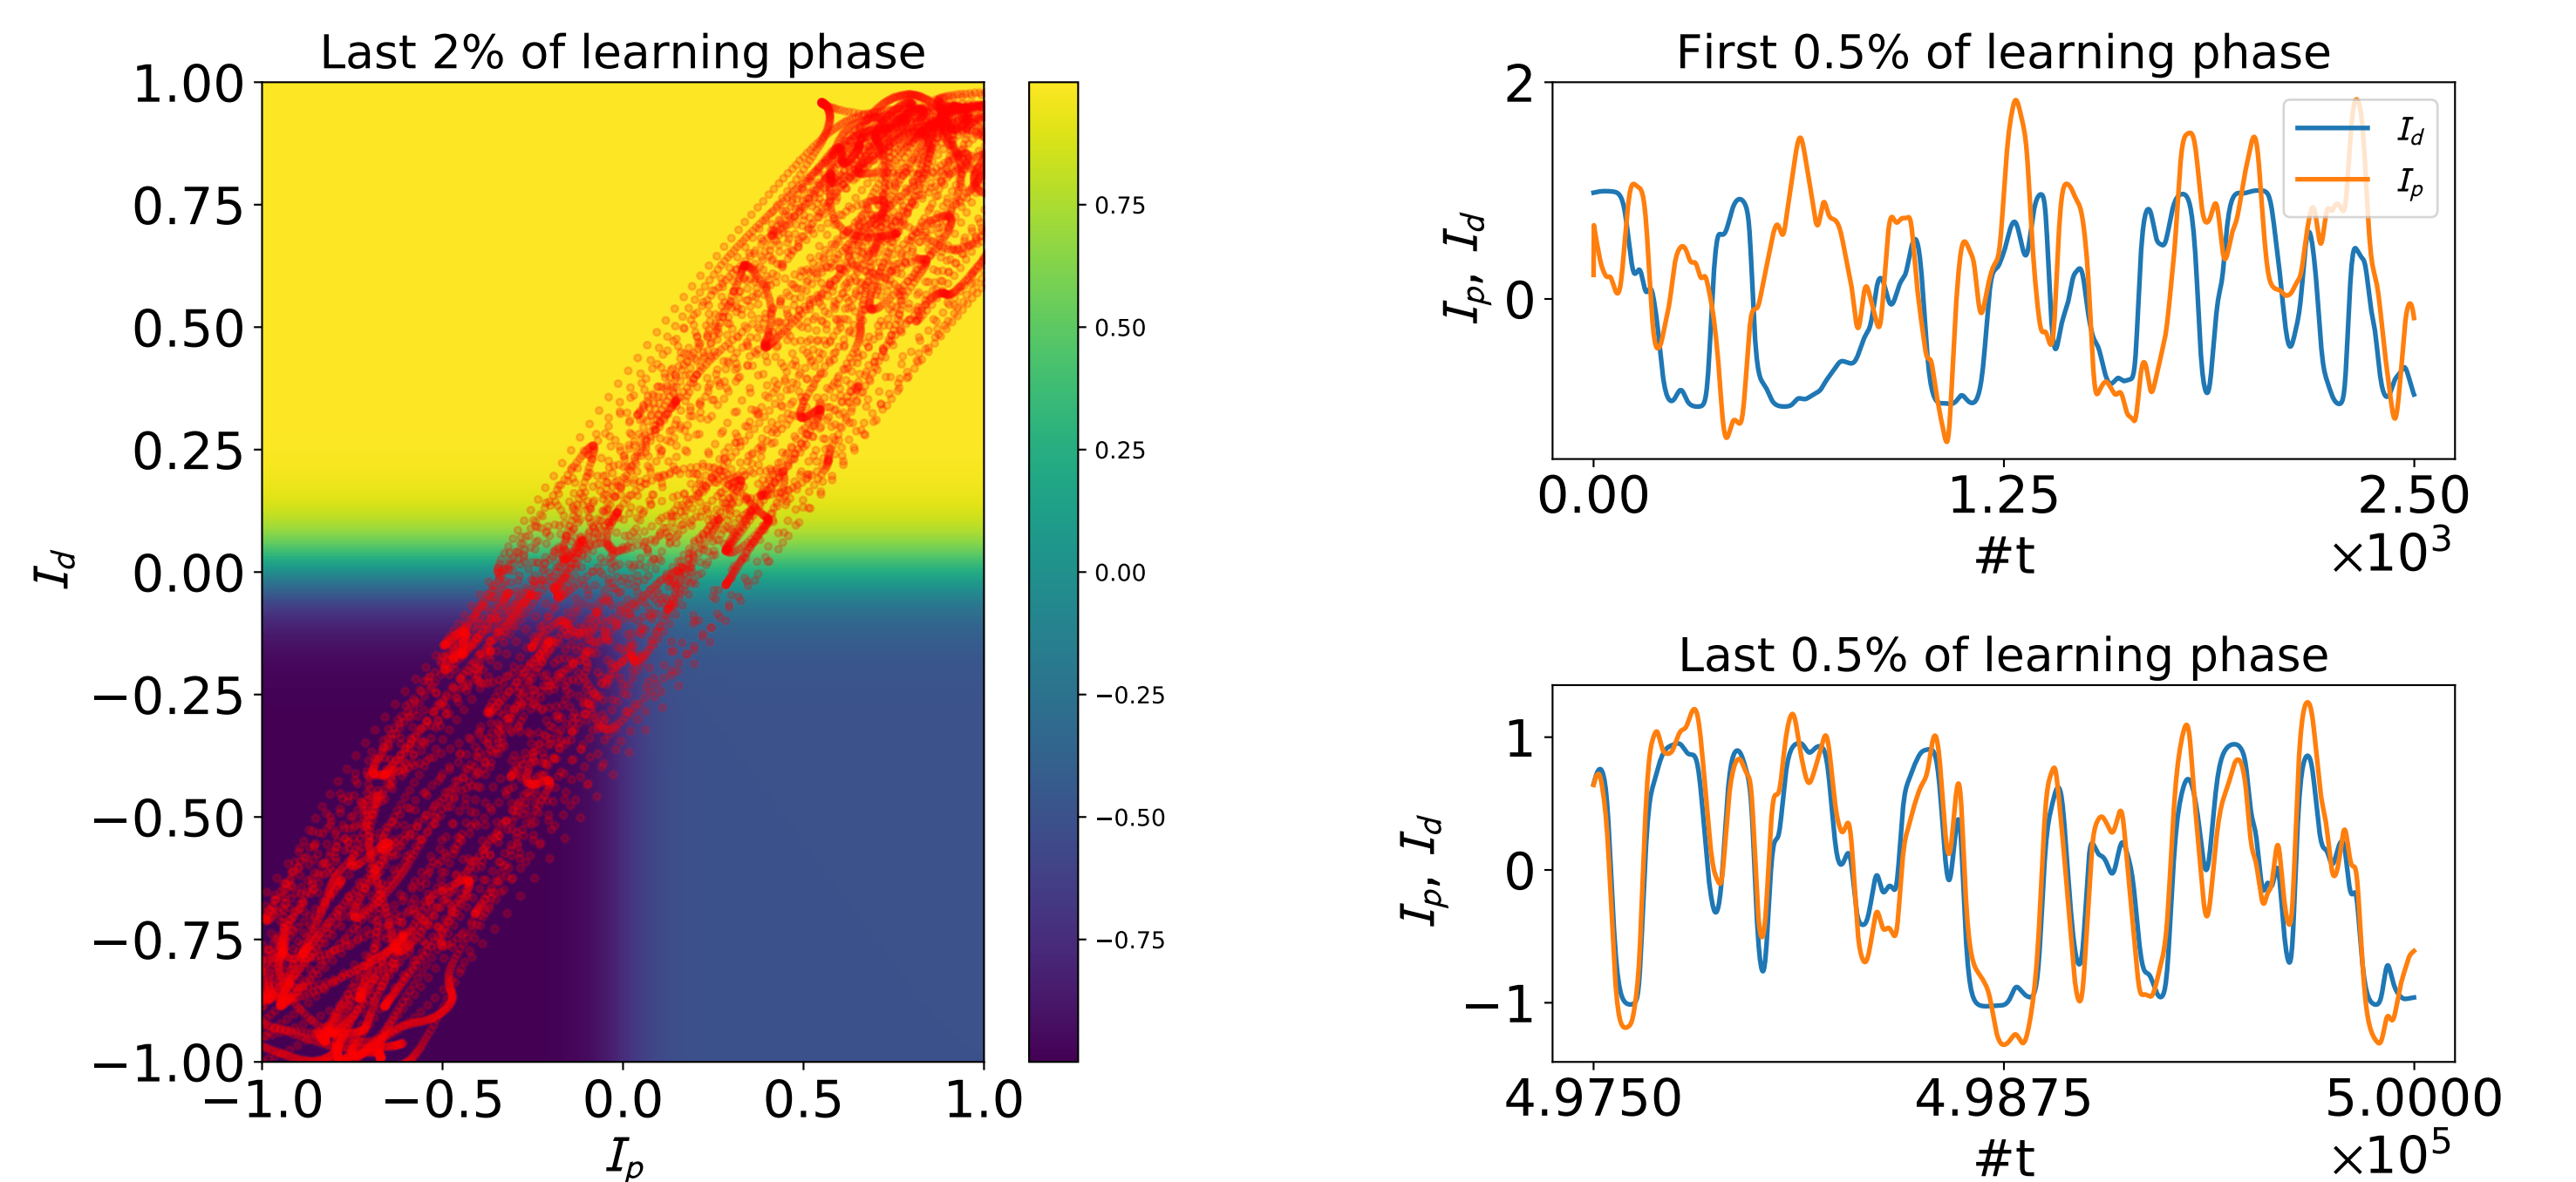 Last 2% of learning phase
1.00
0.75
0.50
0.25
0.00
−0.25
−0.50
−0.75
−1.00
I_d
−1.0 −0.5 0.0 0.5 1.0
I_p
0.75
0.50
0.25
0.00
−0.25
−0.50
−0.75
First 0.5% of learning phase
2
0
I_p, I_d
I_d
I_p
0.00 1.25 2.50
#t
×10^3
Last 0.5% of learning phase
1
0
−1
I_p, I_d
4.9750 4.9875 5.0000
#t
×10^5